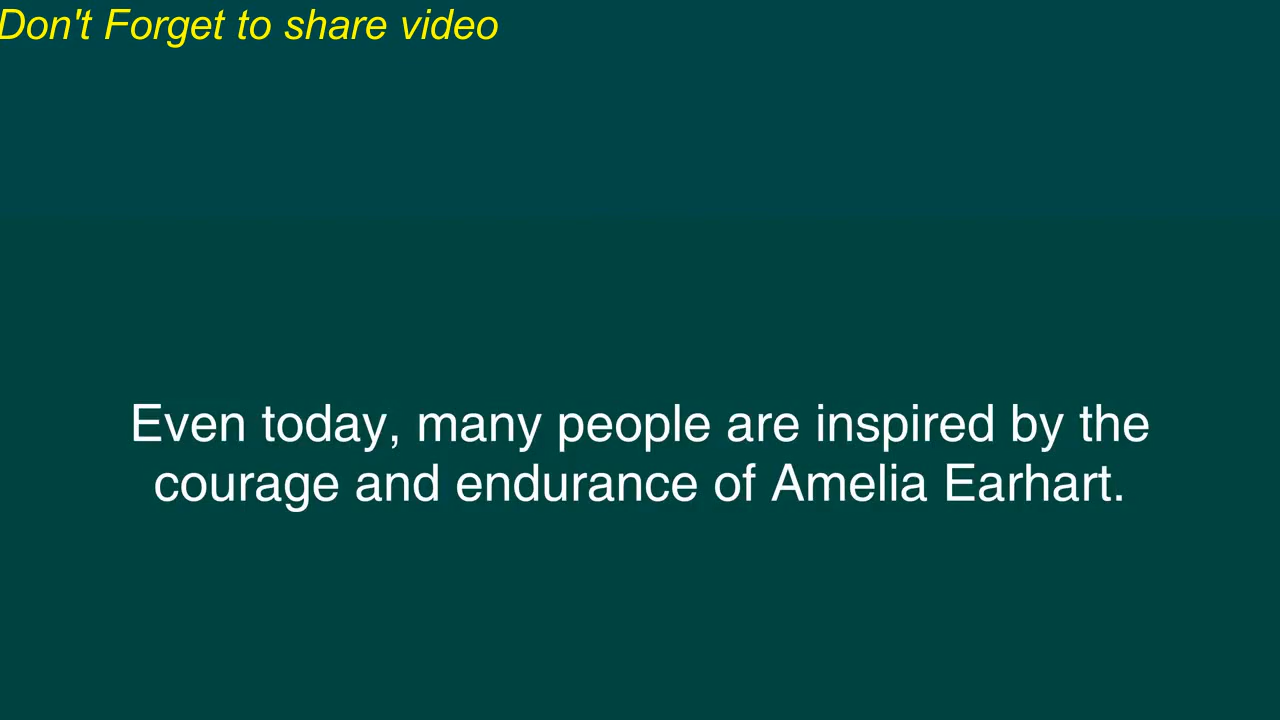 Don't Forget to share video
Even today, many people are inspired by the
courage and endurance of Amelia Earhart.